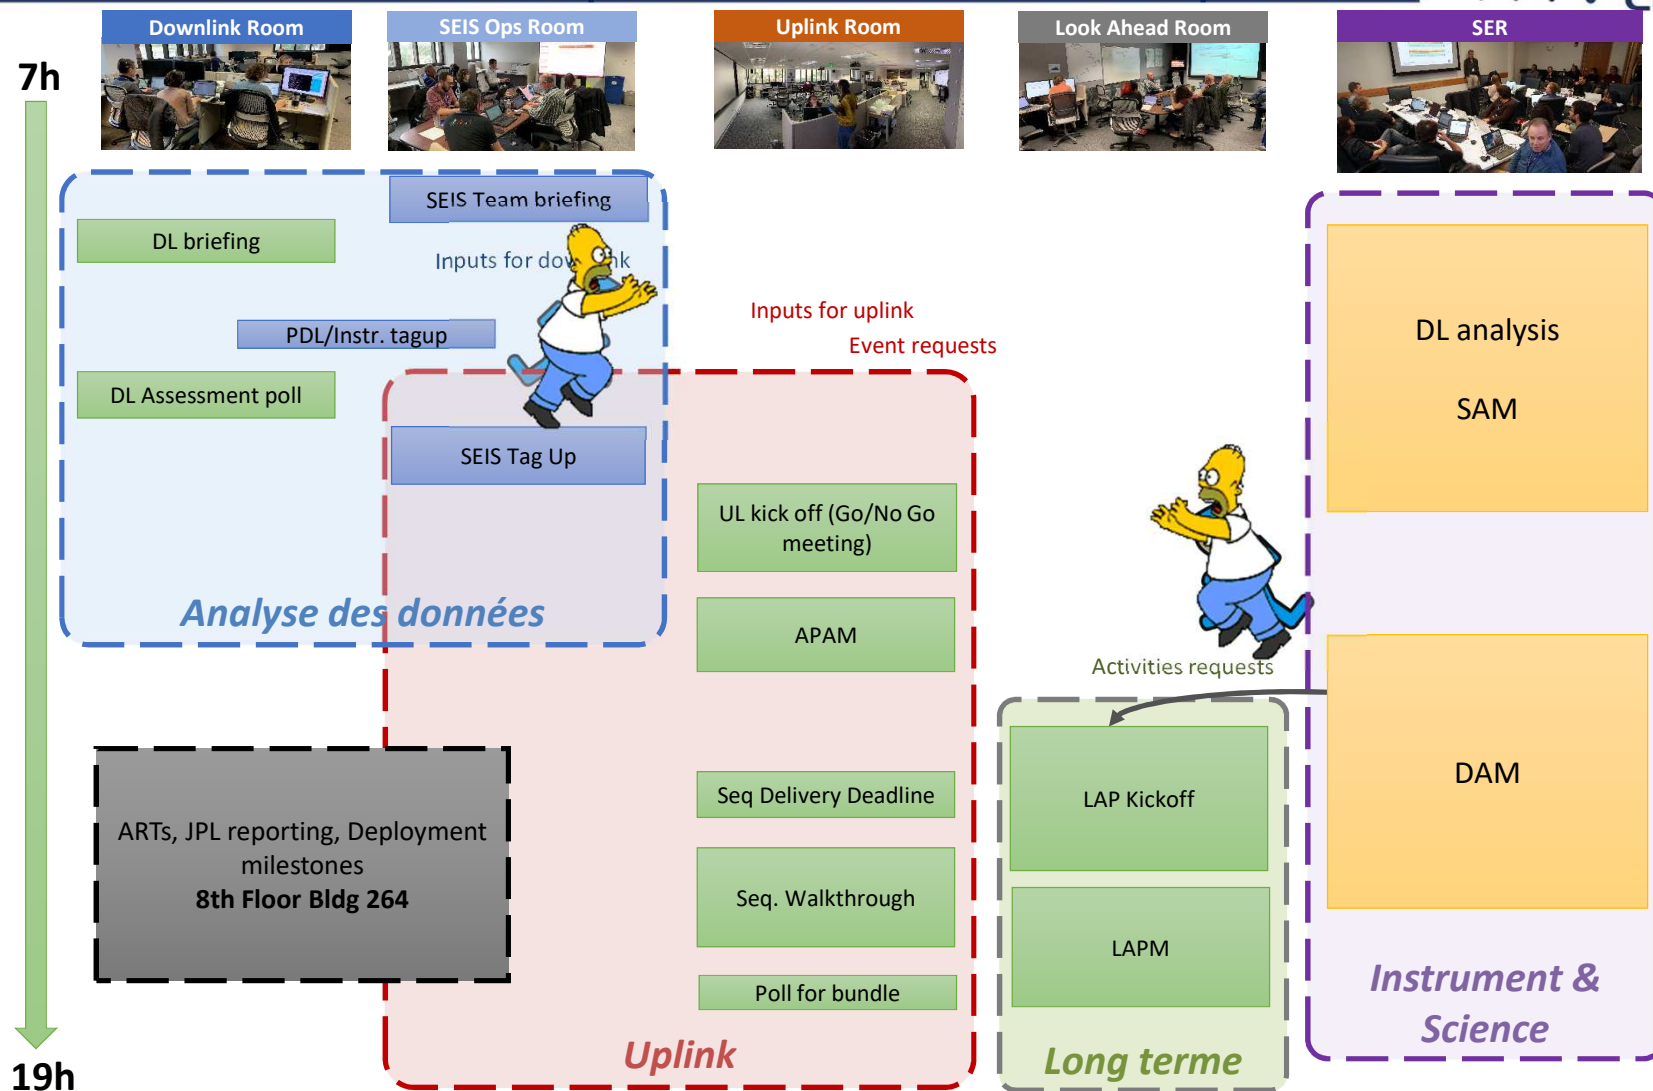 Downlink Room
SEIS Ops Room
Uplink Room
Look Ahead Room
SER
7h
SEIS Team briefing
DL briefing
Inputs for
Inputs for uplink
Event requests
PDL/Instr. tagup
DL Assessment poll
SEIS Tag Up
DL analysis
SAM
UL kick off (Go/No Go
meeting)
Analyse des données
APAM
Activities requests
ARTs, JPL reporting, Deployment
milestones
8th Floor Bldg 264
Seq Delivery Deadline
Seq. Walkthrough
Poll for bundle
Uplink
LAP Kickoff
LAPM
Long terme
DAM
Instrument &
Science
19h